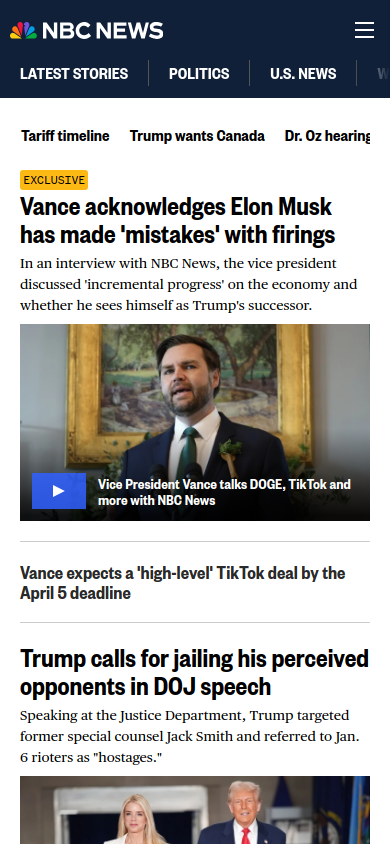 NBC NEWS
LATEST STORIES
POLITICS
U.S. NEWS
Tariff timeline
Trump wants Canada
Dr. Oz hearing
EXCLUSIVE
Vance acknowledges Elon Musk
has made 'mistakes' with firings
In an interview with NBC News, the vice president
discussed 'incremental progress' on the economy and
whether he sees himself as Trump's successor.
Vice President Vance talks DOGE, TikTok and
more with NBC News
Vance expects a 'high-level' TikTok deal by the
April 5 deadline
Trump calls for jailing his perceived
opponents in DOJ speech
Speaking at the Justice Department, Trump targeted
former special counsel Jack Smith and referred to Jan.
6 rioters as "hostages."